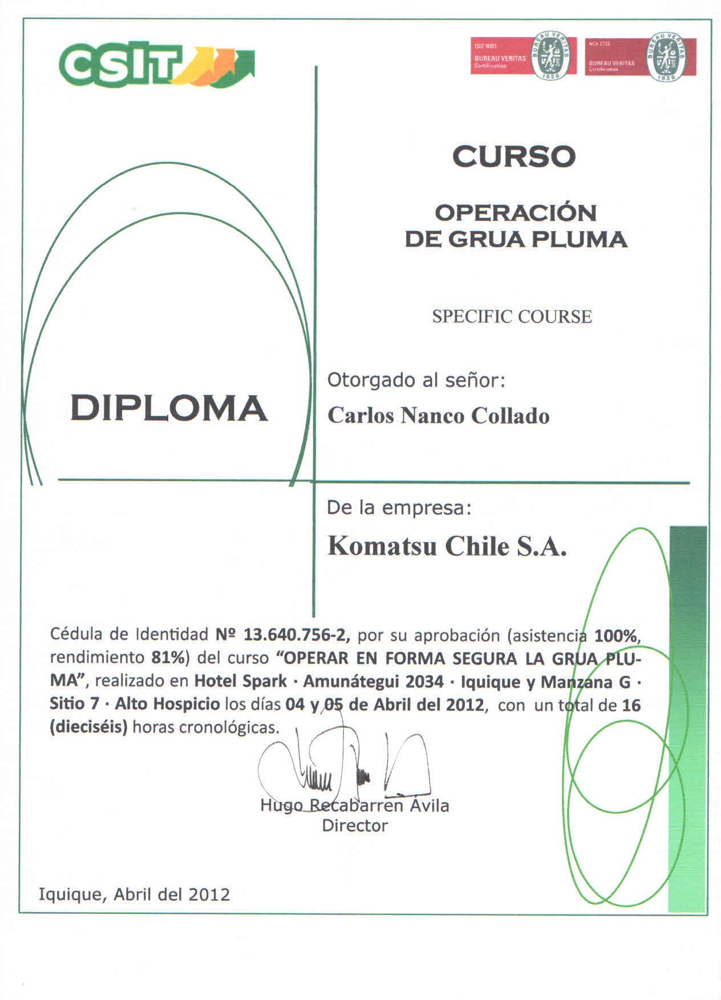 CSIT
ISO 9001
BUREAU VERITAS
Certification
BUREAU VERITAS
1828
NCh 2728
BUREAU VERITAS
Certification
BUREAU VERITAS
1828
CURSO
OPERACIÓN
DE GRUA PLUMA
SPECIFIC COURSE
Otorgado al señor:
DIPLOMA
Carlos Nanco Collado
De la empresa:
Komatsu Chile S.A.
Cédula de Identidad Nº 13.640.756-2, por su aprobación (asistencia 100%,
rendimiento 81%) del curso “OPERAR EN FORMA SEGURA LA GRUA PLU-
MA”, realizado en Hotel Spark · Amunátegui 2034 · Iquique y Manzana G ·
Sitio 7 · Alto Hospicio los días 04 y 05 de Abril del 2012, con un total de 16
(dieciséis) horas cronológicas.
Hugo Recabarren Ávila
Director
Iquique, Abril del 2012